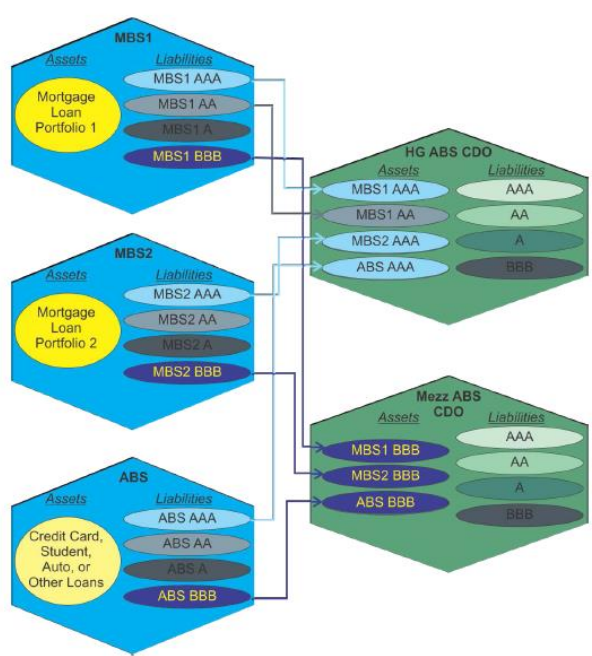 MBS1
Assets
Liabilities
Mortgage
Loan
Portfolio 1
MBS1 AAA
MBS1 AA
MBS1 A
MBS1 BBB
MBS2
Assets
Liabilities
Mortgage
Loan
Portfolio 2
MBS2 AAA
MBS2 AA
MBS2 A
MBS2 BBB
ABS
Assets
Liabilities
Credit Card,
Student,
Auto, or
Other Loans
ABS AAA
ABS AA
ABS A
ABS BBB
HG ABS CDO
Assets
Liabilities
MBS1 AAA
MBS1 AA
MBS2 AAA
ABS AAA
AAA
AA
A
BBB
Mezz ABS
CDO
Assets
Liabilities
MBS1 BBB
MBS2 BBB
ABS BBB
AAA
AA
A
BBB